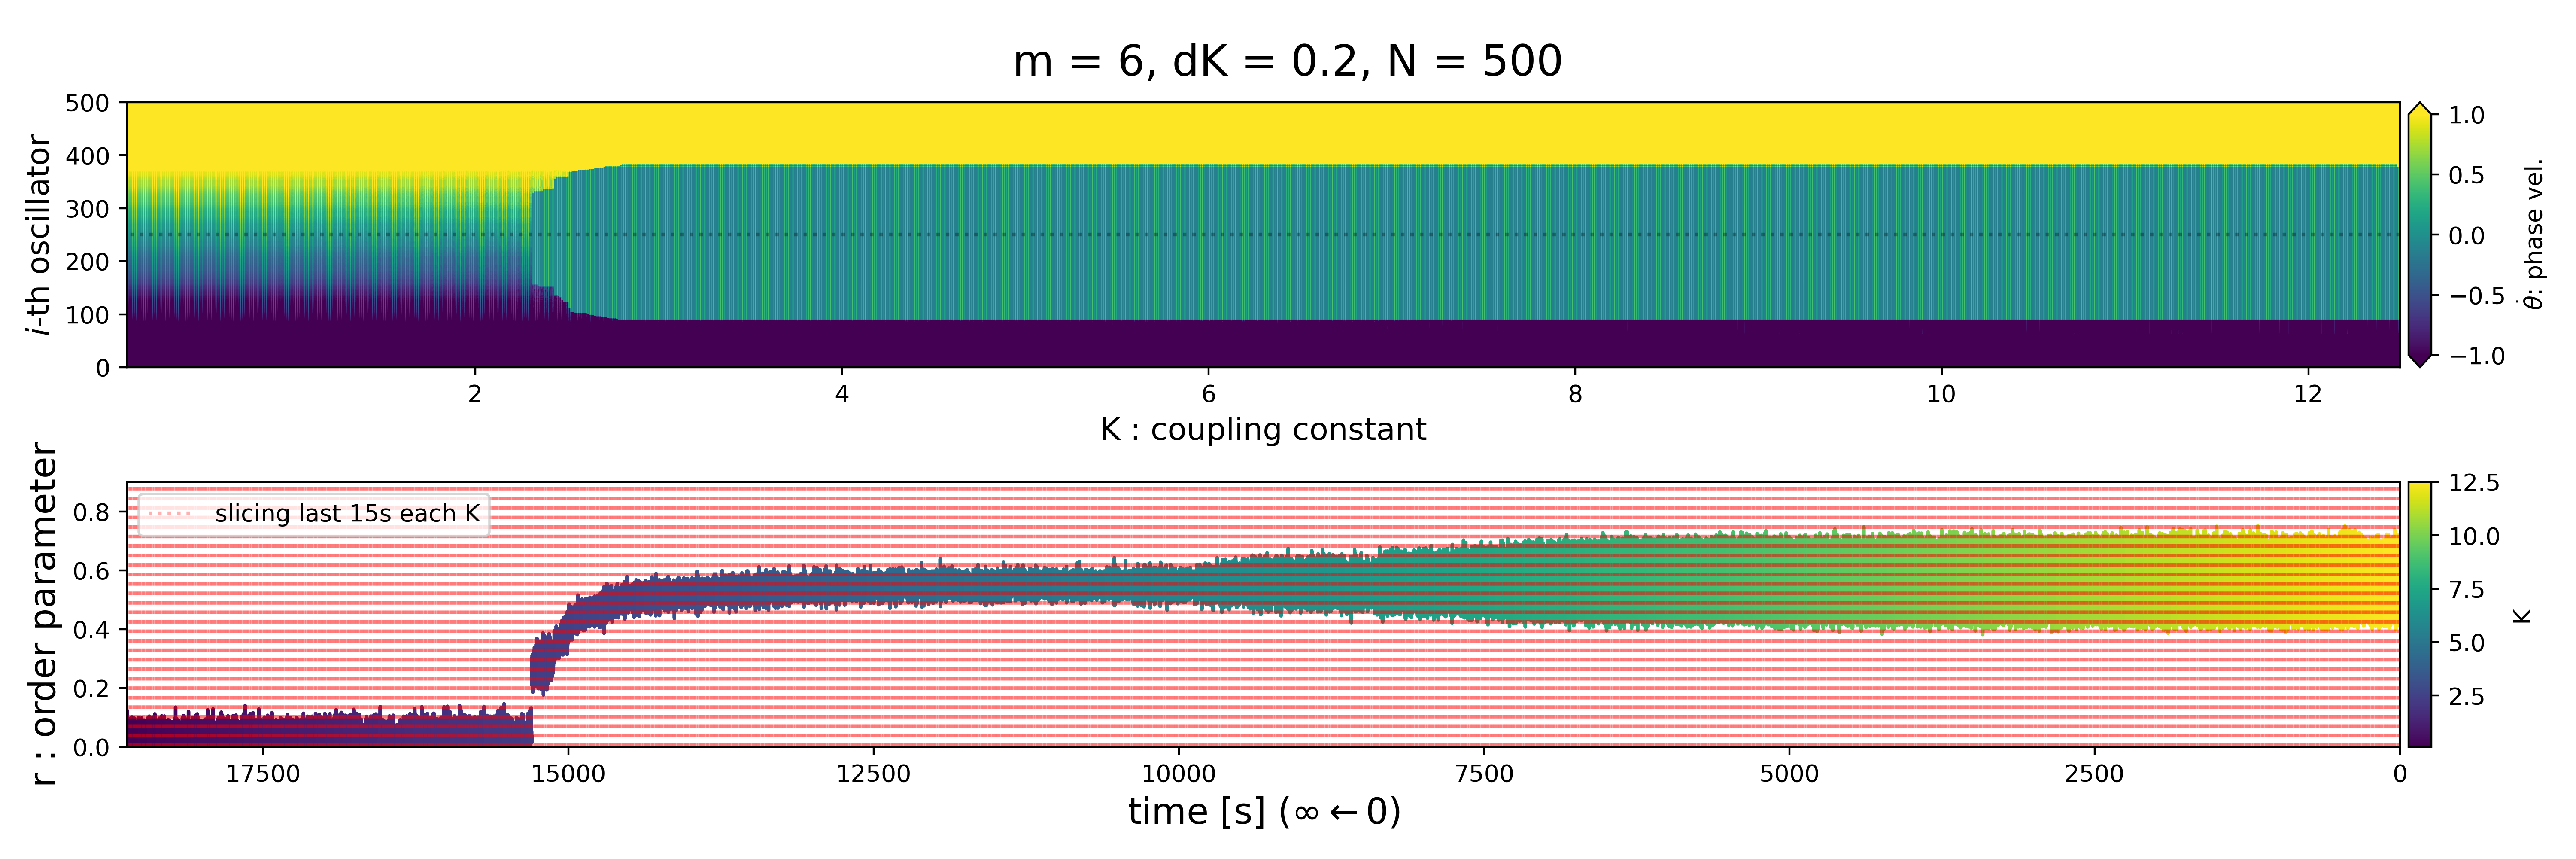 m = 6, dK = 0.2, N = 500
500
400
300
200
100
0
i-th oscillator
2 4 6 8 10 12
K : coupling constant
1.0
0.5
0.0
−0.5
−1.0
θ̇: phase vel.
slicing last 15s each K
0.8
0.6
0.4
0.2
0.0
r : order parameter
17500 15000 12500 10000 7500 5000 2500 0
time [s] (∞←0)
12.5
10.0
7.5
5.0
2.5
K